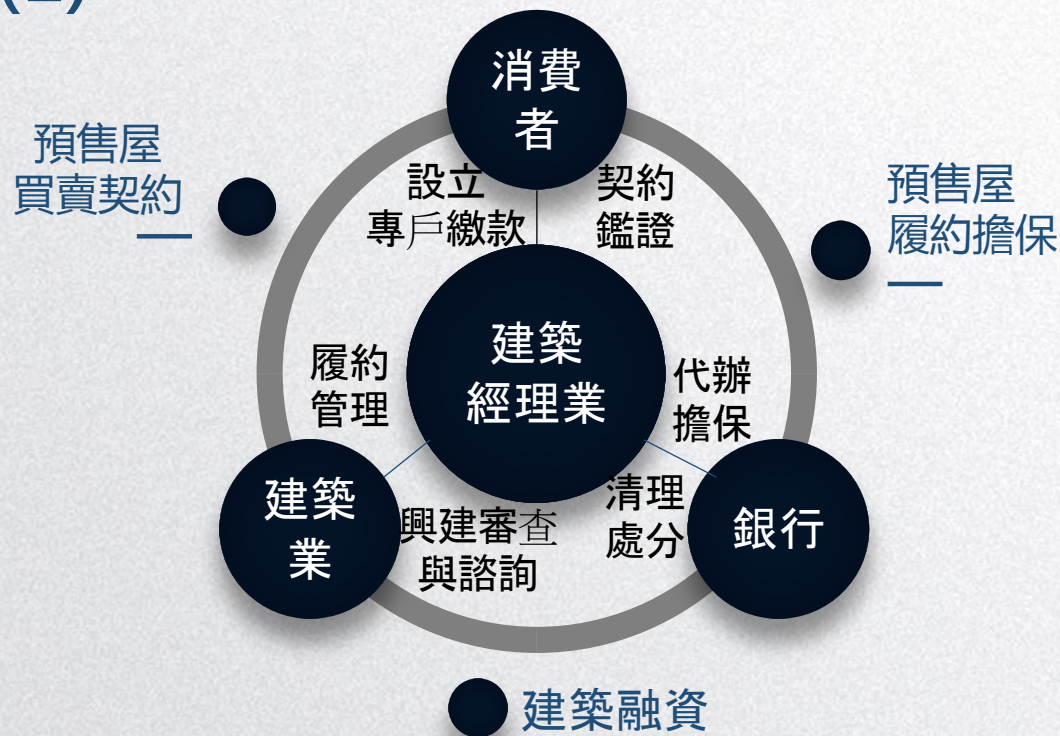 消費
者
預售屋
買賣契約
設立
專戶繳款
契約
鑑證
預售屋
履約擔保
建築
經理業
履約
管理
代辦
擔保
建築
業
興建審查
與諮詢
清理
處分
銀行
建築融資